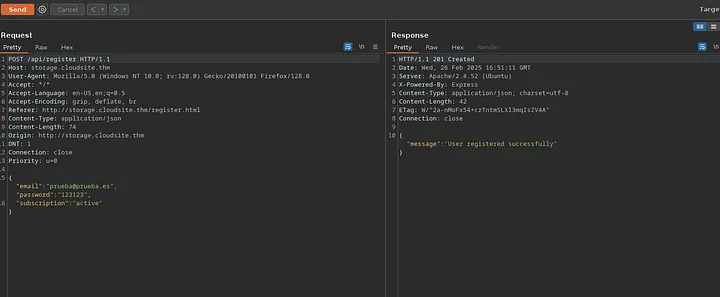 Send Cancel < >
Targe
Request
Pretty Raw Hex
\n
1 POST /api/register HTTP/1.1
2 Host: storage.cloudsite.thm
3 User-Agent: Mozilla/5.0 (Windows NT 10.0; rv:128.0) Gecko/20100101 Firefox/128.0
4 Accept: */*
5 Accept-Language: en-US,en;q=0.5
6 Accept-Encoding: gzip, deflate, br
7 Referer: http://storage.cloudsite.thm/register.html
8 Content-Type: application/json
9 Content-Length: 74
10 Origin: http://storage.cloudsite.thm
11 DNT: 1
12 Connection: close
13 Priority: u=0
14
15 {
"email":"prueba@prueba.es",
"password":"123123",
16 "subscription":"active"
}
Response
Pretty Raw Hex Render
\n
1 HTTP/1.1 201 Created
2 Date: Wed, 26 Feb 2025 16:51:11 GMT
3 Server: Apache/2.4.52 (Ubuntu)
4 X-Powered-By: Express
5 Content-Type: application/json; charset=utf-8
6 Content-Length: 42
7 ETag: W/"2a-nMoFx54+czTntmSLXl3mqIsZV4A"
8 Connection: close
9
10 {
"message":"User registered successfully"
}